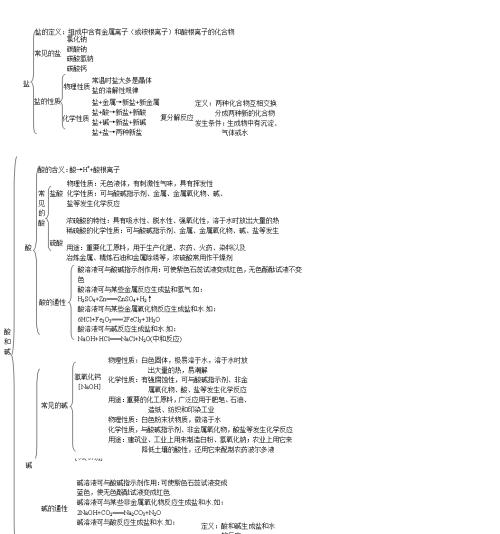 盐的定义：组成中含有金属离子（或铵根离子）和酸根离子的化合物
氯化钠
常见的盐
碳酸钠
碳酸氢钠
碳酸钙
盐
物理性质
常温时盐大多是晶体
盐的溶解性规律
盐的性质
盐+金属→新盐+新金属
盐+酸→新盐+新酸
化学性质
盐+碱→新盐+新碱
盐+盐→两种新盐
复分解反应
定义：两种化合物互相交换
分成两种新的化合物
发生条件：生成物中有沉淀、
气体或水
酸和碱
酸
酸的含义：酸→H⁺+酸根离子
常见的酸
盐酸
物理性质：无色液体，有刺激性气味，具有挥发性
化学性质：可与酸碱指示剂、金属、金属氧化物、碱、
盐等发生化学反应
浓硫酸的特性：具有吸水性、脱水性、强氧化性，溶于水时放出大量的热
稀硫酸的化学性质：可与酸碱指示剂、金属、金属氧化物、碱、盐等发生
硫酸
用途：重要化工原料，用于生产化肥、农药、火药、染料以及
冶炼金属、精炼石油和金属除锈等，浓硫酸常用作干燥剂
酸的通性
酸溶液可与酸碱指示剂作用：可使紫色石蕊试液变成红色，无色酚酞试液不变
色
酸溶液可与某些金属反应生成盐和氢气 如：
H₂SO₄+Zn══ZnSO₄+H₂↑
酸溶液可与某些金属氧化物反应生成盐和水 如：
6HCl+Fe₂O₃══2FeCl₃+3H₂O
酸溶液可与碱反应生成盐和水 如：
NaOH+HCl══NaCl+N₂O(中和反应)
碱
常见的碱
氢氧化钙
[NaOH]
物理性质：白色固体，极易溶于水，溶于水时放
出大量的热，易潮解
化学性质：有强腐蚀性，可与酸碱指示剂、非金
属氧化物、酸、盐等发生化学反应
用途：重要的化工原料，广泛应用于肥皂、石油、
造纸、纺织和印染工业
物理性质：白色粉末状物质，微溶于水
化学性质，与酸碱指示剂、非金属氧化物，酸盐等发生化学反应
用途：建筑业、工业上用来制造白粉、氢氧化钠；农业上用它来
降低土壤的酸性，还用它来配制农药波尔多液
碱的通性
碱溶液可与酸碱指示剂作用：可使紫色石蕊试液变成
蓝色，使无色酚酞试液变成红色
碱溶液可与某些非金属氧化物反应生成盐和水 如：
2NaOH+CO₂══Na₂CO₃+N₂O
碱溶液可与酸反应生成盐和水 如：
定义：酸和碱生成盐和水